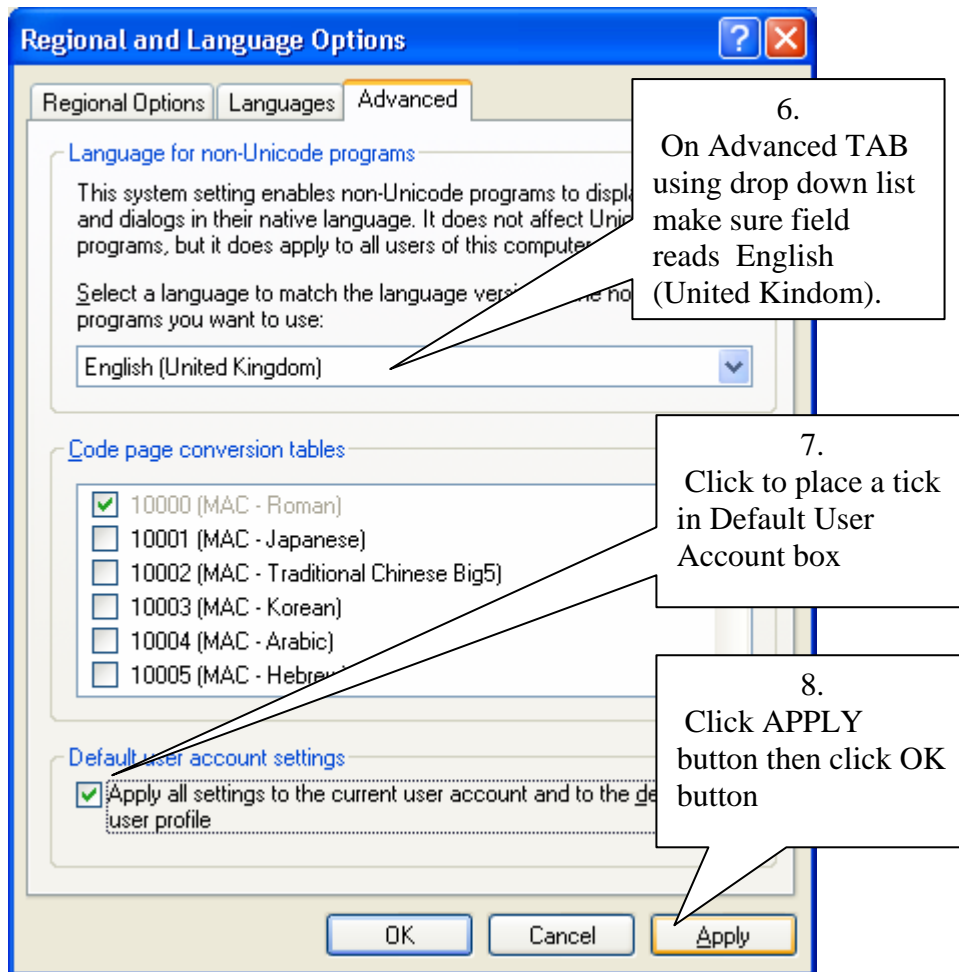 Regional and Language Options
Regional Options Languages Advanced
Language for non-Unicode programs
This system setting enables non-Unicode programs to
and dialogs in their native language. It does not affect
programs, but it does apply to all users of this computer
Select a language to match the language
programs you want to use:
English (United Kingdom)
6.
On Advanced TAB
using drop down list
make sure field
reads English
(United Kindom).
Code page conversion tables
10000 (MAC - Roman)
10001 (MAC - Japanese)
10002 (MAC - Traditional Chinese Big5)
10003 (MAC - Korean)
10004 (MAC - Arabic)
10005 (MAC -
7.
Click to place a tick
in Default User
Account box
Default user account settings
Apply all settings to the current user account and to the
user profile
8.
Click APPLY
button then click OK
button
OK Cancel Apply